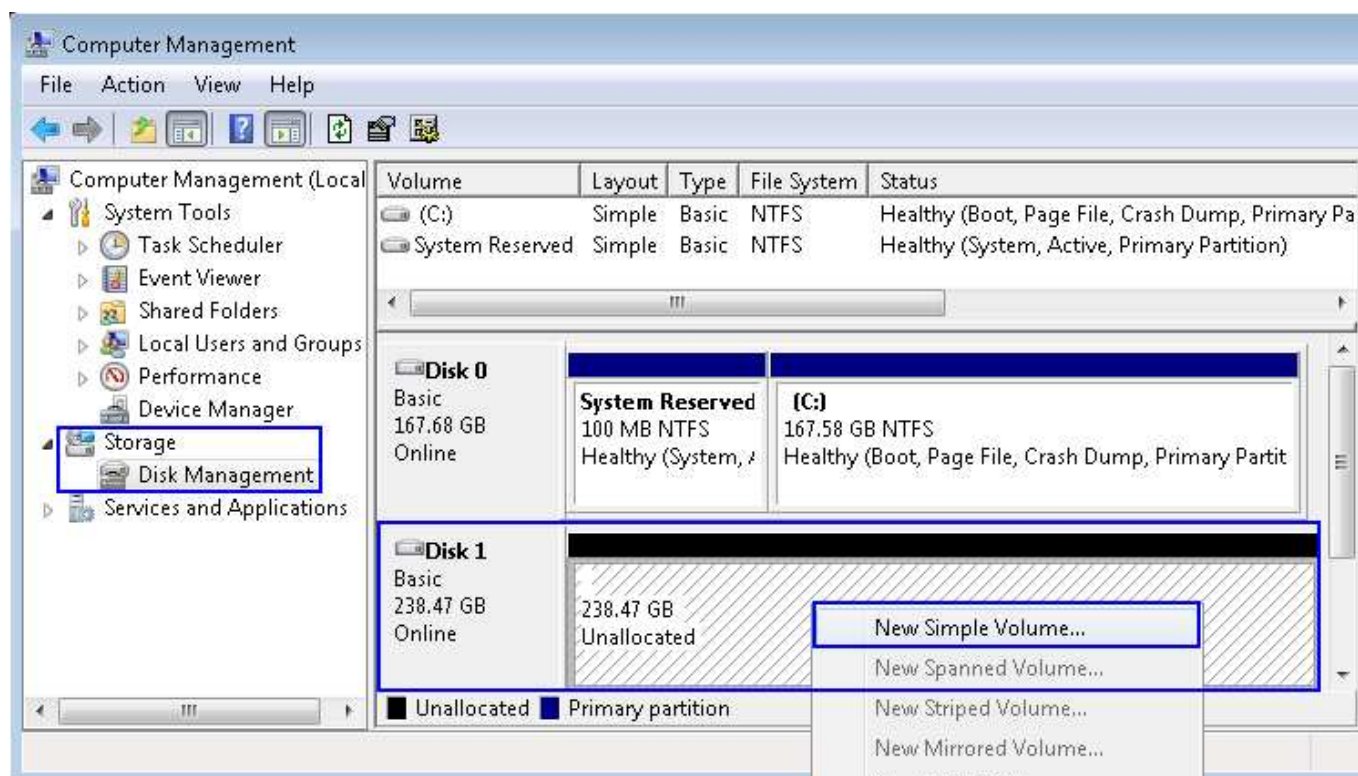 Computer Management
File Action View Help
Computer Management (Local
System Tools
Task Scheduler
Event Viewer
Shared Folders
Local Users and Groups
Performance
Device Manager
Storage
Disk Management
Services and Applications
Volume Layout Type File System Status
(C:) Simple Basic NTFS Healthy (Boot, Page File, Crash Dump, Primary Pa
System Reserved Simple Basic NTFS Healthy (System, Active, Primary Partition)
Disk 0
Basic
167.68 GB
Online
System Reserved
100 MB NTFS
Healthy (System, A
(C:)
167.58 GB NTFS
Healthy (Boot, Page File, Crash Dump, Primary Partit
Disk 1
Basic
238.47 GB
Online
238.47 GB
Unallocated
New Simple Volume...
New Spanned Volume...
New Striped Volume...
New Mirrored Volume...
Unallocated Primary partition